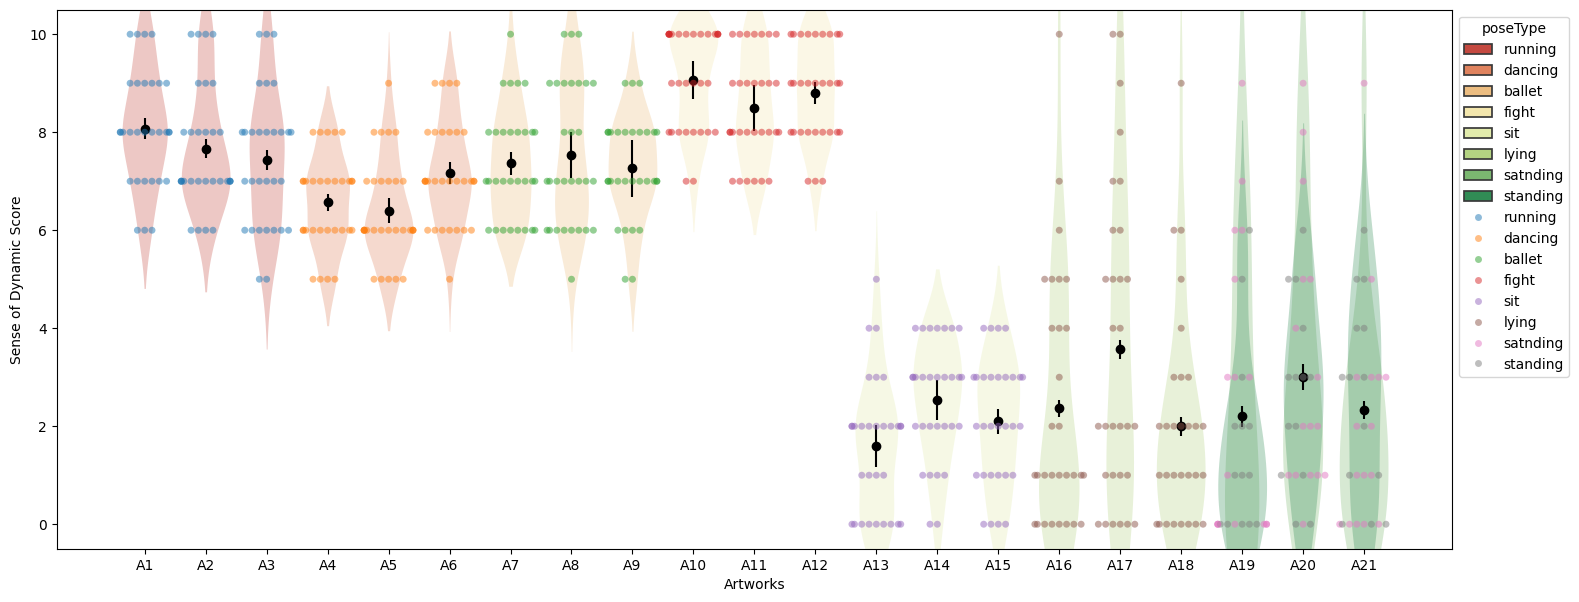 10
8
6
4
2
0
Sense of Dynamic Score
A1 A2 A3 A4 A5 A6 A7 A8 A9 A10 A11 A12 A13 A14 A15 A16 A17 A18 A19 A20 A21
Artworks
poseType
running
dancing
ballet
fight
sit
lying
satnding
standing
running
dancing
ballet
fight
sit
lying
satnding
standing